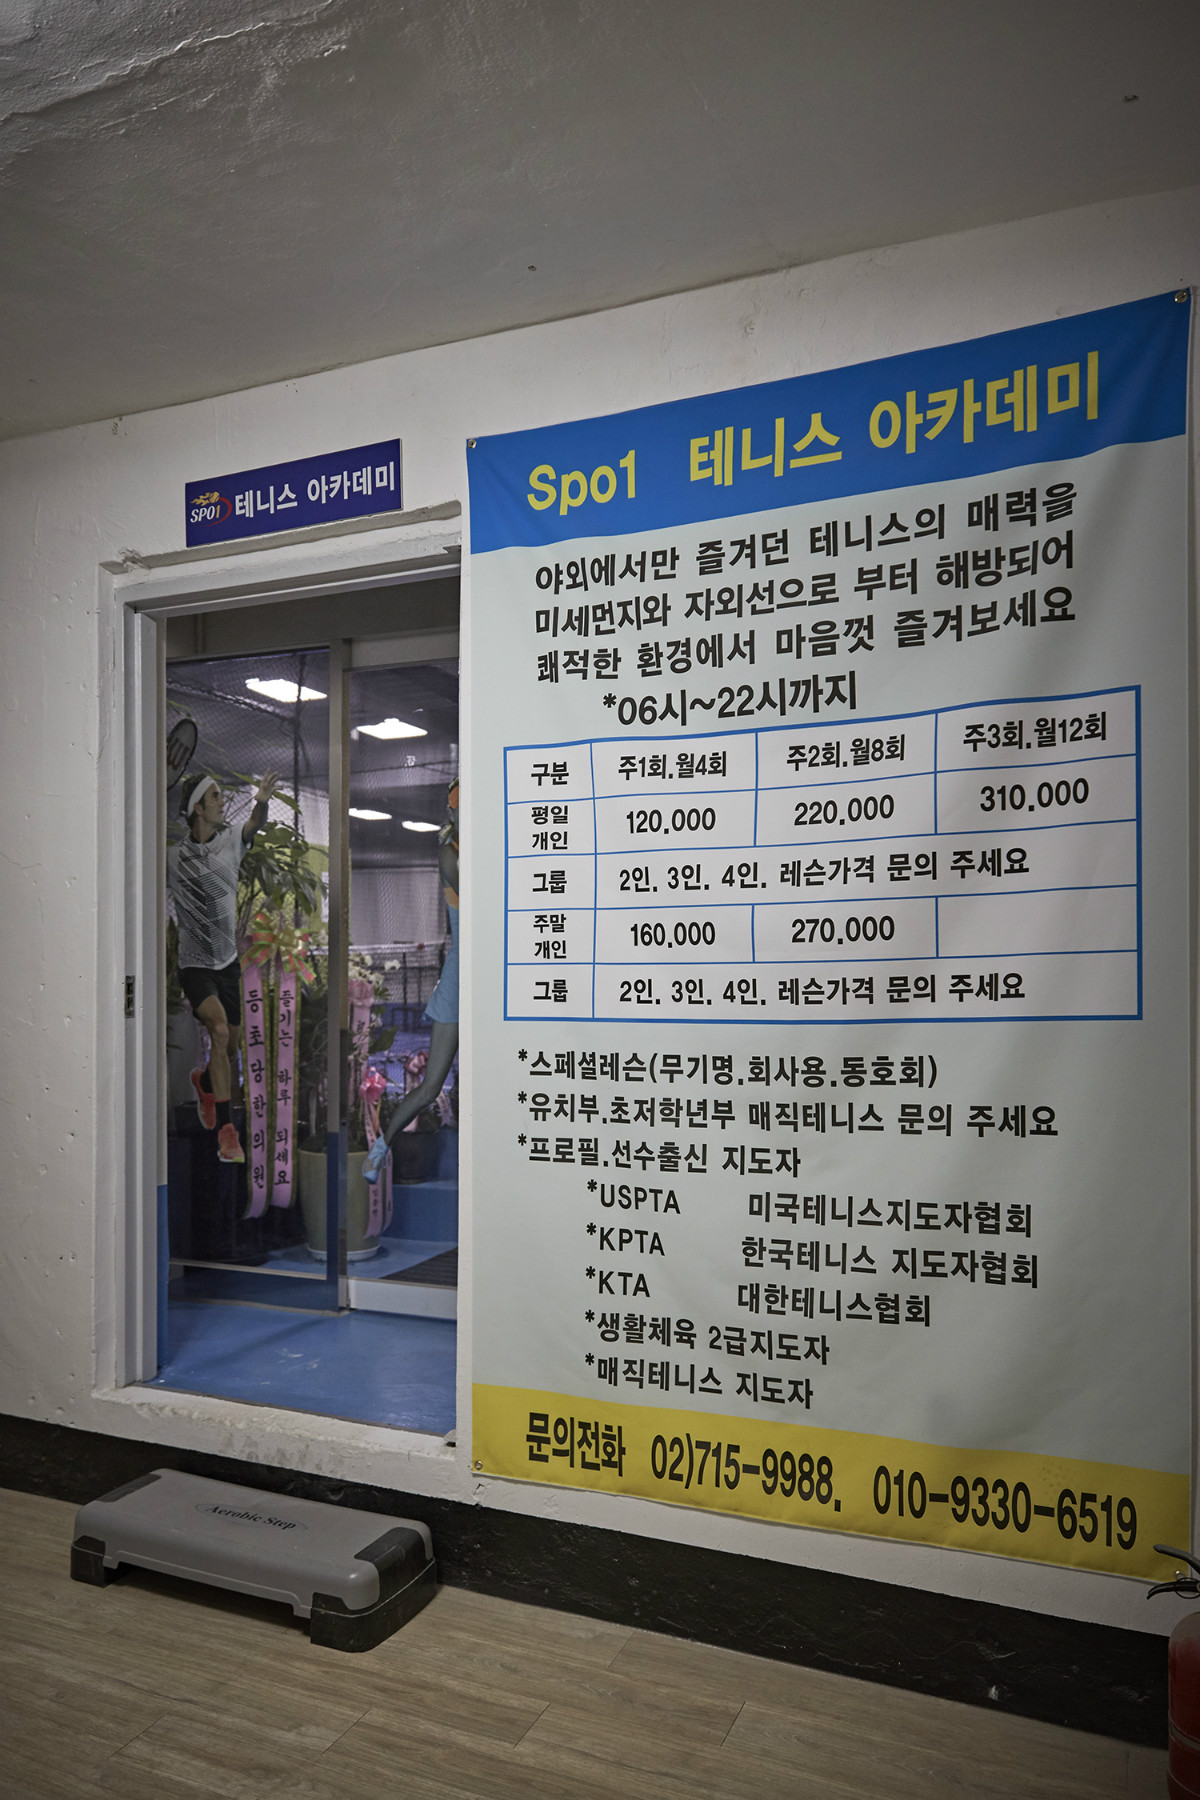 SPO1 테니스 아카데미
Spo1 테니스 아카데미
야외에서만 즐겨던 테니스의 매력을
미세먼지와 자외선으로 부터 해방되어
쾌적한 환경에서 마음껏 즐겨보세요
*06시~22시까지
구분 주1회.월4회 주2회.월8회 주3회.월12회
평일 개인 120.000 220.000 310.000
그룹 2인. 3인. 4인. 레슨가격 문의 주세요
주말 개인 160.000 270.000
그룹 2인. 3인. 4인. 레슨가격 문의 주세요
*스페셜레슨(무기명.회사용.동호회)
*유치부.초저학년부 매직테니스 문의 주세요
*프로필.선수출신 지도자
*USPTA 미국테니스지도자협회
*KPTA 한국테니스 지도자협회
*KTA 대한테니스협회
*생활체육 2급지도자
*매직테니스 지도자
문의전화 02)715-9988. 010-9330-6519
등촌당한의원
즐기는 하루 되세요
Aerobic Step